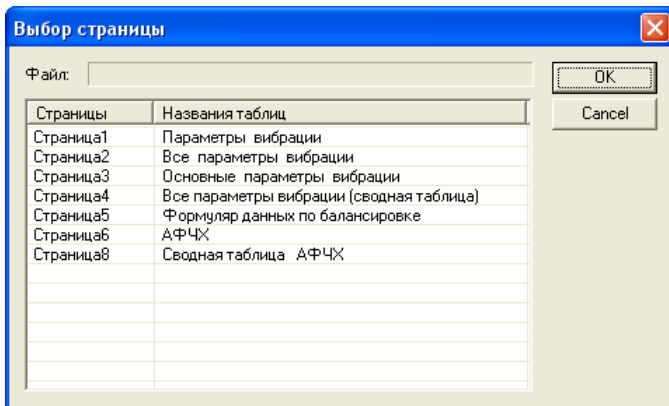 Выбор страницы
Файл:
OK
Cancel
Страницы Названия таблиц
Страница1 Параметры вибрации
Страница2 Все параметры вибрации
Страница3 Основные параметры вибрации
Страница4 Все параметры вибрации (сводная таблица)
Страница5 Формуляр данных по балансировке
Страница6 АФЧХ
Страница8 Сводная таблица АФЧХ